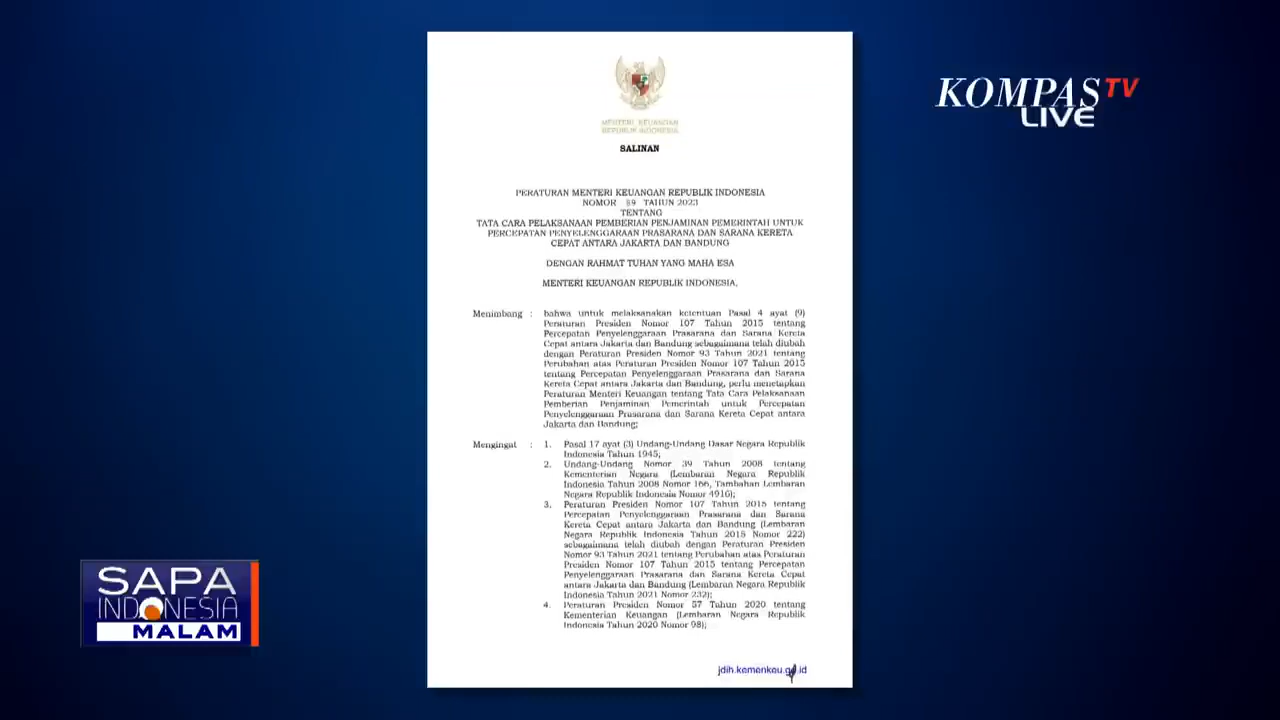 MENTERI KEUANGAN
REPUBLIK INDONESIA
SALINAN
KOMPAS TV
LIVE
PERATURAN MENTERI KEUANGAN REPUBLIK INDONESIA
NOMOR 89 TAHUN 2023
TENTANG
TATA CARA PELAKSANAAN PEMBERIAN PENJAMINAN PEMERINTAH UNTUK
PERCEPATAN PENYELENGGARAAN PRASARANA DAN SARANA KERETA
CEPAT ANTARA JAKARTA DAN BANDUNG
DENGAN RAHMAT TUHAN YANG MAHA ESA
MENTERI KEUANGAN REPUBLIK INDONESIA,
Menimbang : bahwa untuk melaksanakan ketentuan Pasal 4 ayat (9)
Peraturan Presiden Nomor 107 Tahun 2015 tentang
Percepatan Penyelenggaraan Prasarana dan Sarana Kereta
Cepat antara Jakarta dan Bandung sebagaimana telah diubah
dengan Peraturan Presiden Nomor 93 Tahun 2021 tentang
Perubahan atas Peraturan Presiden Nomor 107 Tahun 2015
tentang Percepatan Penyelenggaraan Prasarana dan Sarana
Kereta Cepat antara Jakarta dan Bandung, perlu menetapkan
Peraturan Menteri Keuangan tentang Tata Cara Pelaksanaan
Pemberian Penjaminan Pemerintah untuk Percepatan
Penyelenggaraan Prasarana dan Sarana Kereta Cepat antara
Jakarta dan Bandung;
Mengingat : 1. Pasal 17 ayat (3) Undang-Undang Dasar Negara Republik
Indonesia Tahun 1945;
2. Undang-Undang Nomor 39 Tahun 2008 tentang
Kementerian Negara (Lembaran Negara Republik
Indonesia Tahun 2008 Nomor 166, Tambahan Lembaran
Negara Republik Indonesia Nomor 4916);
3. Peraturan Presiden Nomor 107 Tahun 2015 tentang
Percepatan Penyelenggaraan Prasarana dan Sarana
Kereta Cepat antara Jakarta dan Bandung (Lembaran
Negara Republik Indonesia Tahun 2015 Nomor 222)
sebagaimana telah diubah dengan Peraturan Presiden
Nomor 93 Tahun 2021 tentang Perubahan atas Peraturan
Presiden Nomor 107 Tahun 2015 tentang Percepatan
Penyelenggaraan Prasarana dan Sarana Kereta Cepat
antara Jakarta dan Bandung (Lembaran Negara Republik
Indonesia Tahun 2021 Nomor 232);
4. Peraturan Presiden Nomor 57 Tahun 2020 tentang
Kementerian Keuangan (Lembaran Negara Republik
Indonesia Tahun 2020 Nomor 98);
jdih.kemenkeu.go.id
SAPA
INDONESIA
MALAM